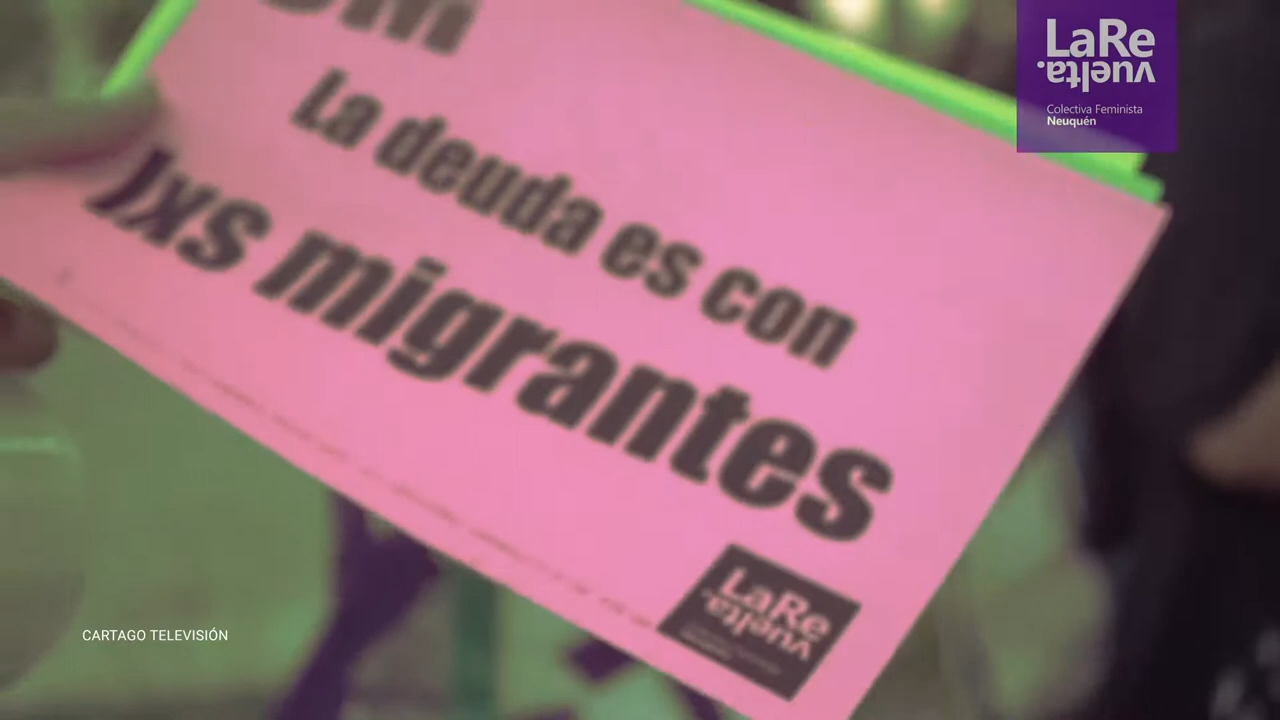 La deuda es con
lxs migrantes
LaRe
vuelta.
LaRe
vuelta.
Colectiva Feminista
Neuquén
CARTAGO TELEVISIÓN